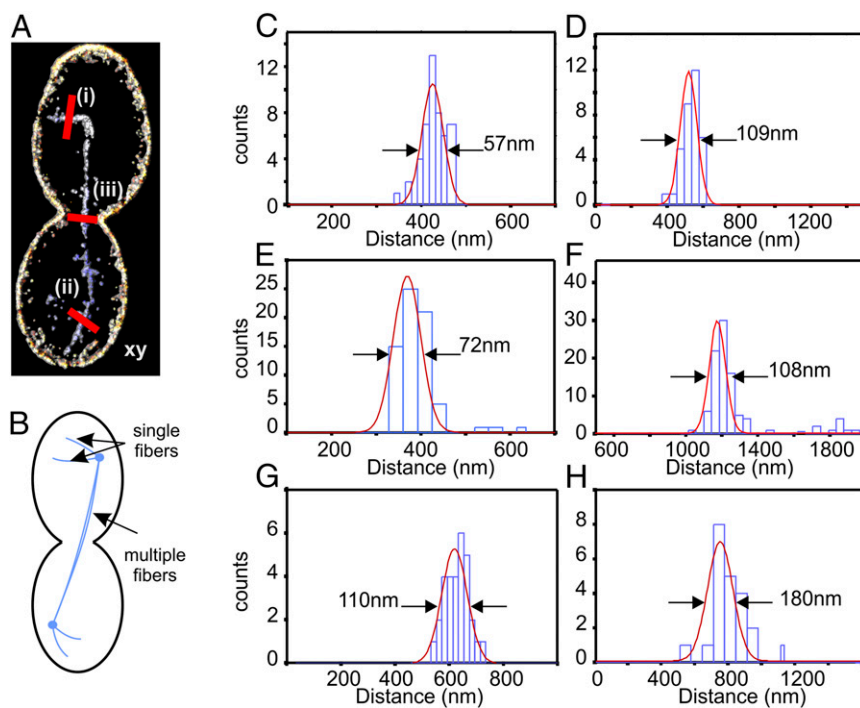 A
(i)
(iii)
(ii)
xy
B
single
fibers
multiple
fibers
C
counts
12
8
4
0
57nm
200 400 600
Distance (nm)
D
12
8
4
0
109nm
0 400 800 1200
Distance (nm)
E
25
20
15
10
5
0
72nm
200 400 600
Distance (nm)
F
40
30
20
10
0
108nm
600 1000 1400 1800
Distance (nm)
G
counts
8
6
4
2
0
110nm
200 400 600 800
Distance (nm)
H
8
6
4
2
0
180nm
0 400 800 1200
Distance (nm)